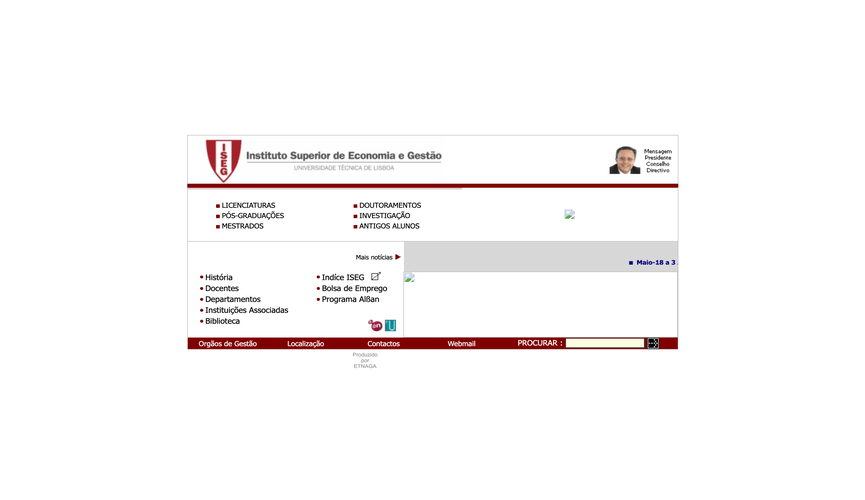 ISEG
Instituto Superior de Economia e Gestão
UNIVERSIDADE TÉCNICA DE LISBOA
Mensagem
Presidente
Conselho
Directivo
LICENCIATURAS
PÓS-GRADUAÇÕES
MESTRADOS
DOUTORAMENTOS
INVESTIGAÇÃO
ANTIGOS ALUNOS
Mais notícias
Maio-18 a 3
História
Docentes
Departamentos
Instituições Associadas
Biblioteca
Indíce ISEG
Bolsa de Emprego
Programa Alßan
on
U
Orgãos de Gestão
Localização
Contactos
Webmail
PROCURAR :
Produzido
por
ETNAGA